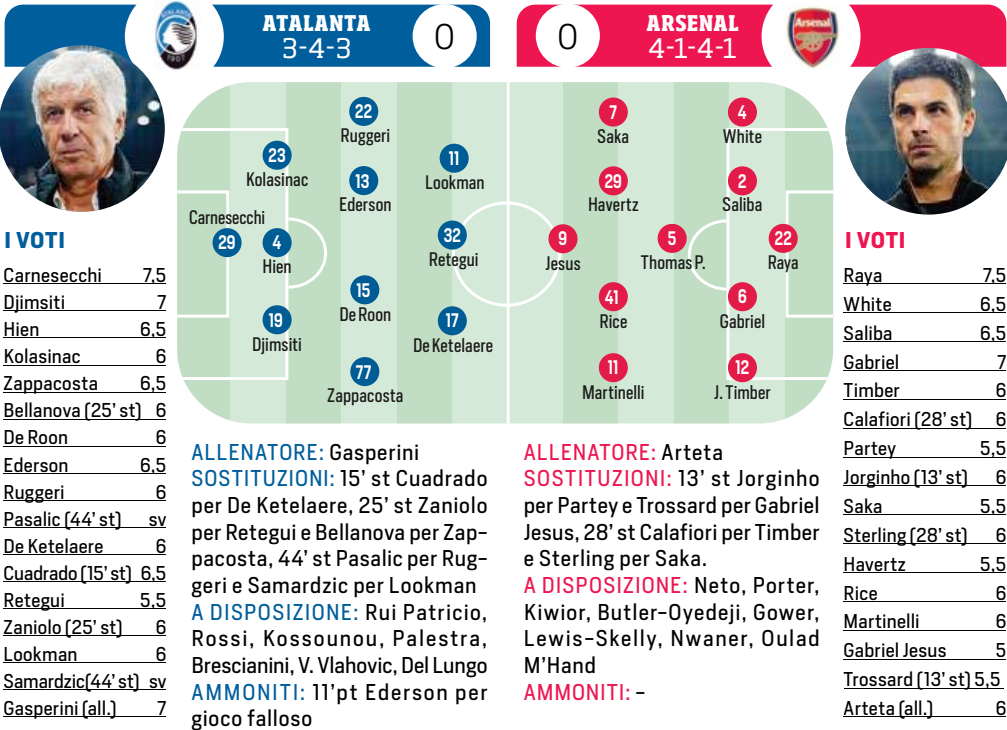 ATALANTA
3-4-3
0
ATALANTA
1907
0
ARSENAL
4-1-4-1
Arsenal
22
Ruggeri
23
Kolasinac
13
Ederson
11
Lookman
Carnesecchi
29
4
Hien
32
Retegui
15
De Roon
19
Djimsiti
17
De Ketelaere
77
Zappacosta
7
Saka
4
White
29
Havertz
2
Saliba
9
Jesus
5
Thomas P.
22
Raya
41
Rice
6
Gabriel
11
Martinelli
12
J. Timber
I VOTI
Carnesecchi 7,5
Djimsiti 7
Hien 6,5
Kolasinac 6
Zappacosta 6,5
Bellanova (25' st) 6
De Roon 6
Ederson 6,5
Ruggeri 6
Pasalic (44' st) sv
De Ketelaere 6
Cuadrado (15' st) 6,5
Retegui 5,5
Zaniolo (25' st) 6
Lookman 6
Samardzic(44' st) sv
Gasperini (all.) 7
ALLENATORE: Gasperini
SOSTITUZIONI: 15' st Cuadrado
per De Ketelaere, 25' st Zaniolo
per Retegui e Bellanova per Zap-
pacosta, 44' st Pasalic per Rug-
geri e Samardzic per Lookman
A DISPOSIZIONE: Rui Patricio,
Rossi, Kossounou, Palestra,
Brescianini, V. Vlahovic, Del Lungo
AMMONITI: 11'pt Ederson per
gioco falloso
ALLENATORE: Arteta
SOSTITUZIONI: 13' st Jorginho
per Partey e Trossard per Gabriel
Jesus, 28' st Calafiori per Timber
e Sterling per Saka.
A DISPOSIZIONE: Neto, Porter,
Kiwior, Butler-Oyedeji, Gower,
Lewis-Skelly, Nwaner, Oulad
M'Hand
AMMONITI: -
I VOTI
Raya 7,5
White 6,5
Saliba 6,5
Gabriel 7
Timber 6
Calafiori (28' st) 6
Partey 5,5
Jorginho (13' st) 6
Saka 5,5
Sterling (28' st) 6
Havertz 5,5
Rice 6
Martinelli 6
Gabriel Jesus 5
Trossard (13' st) 5,5
Arteta (all.) 6